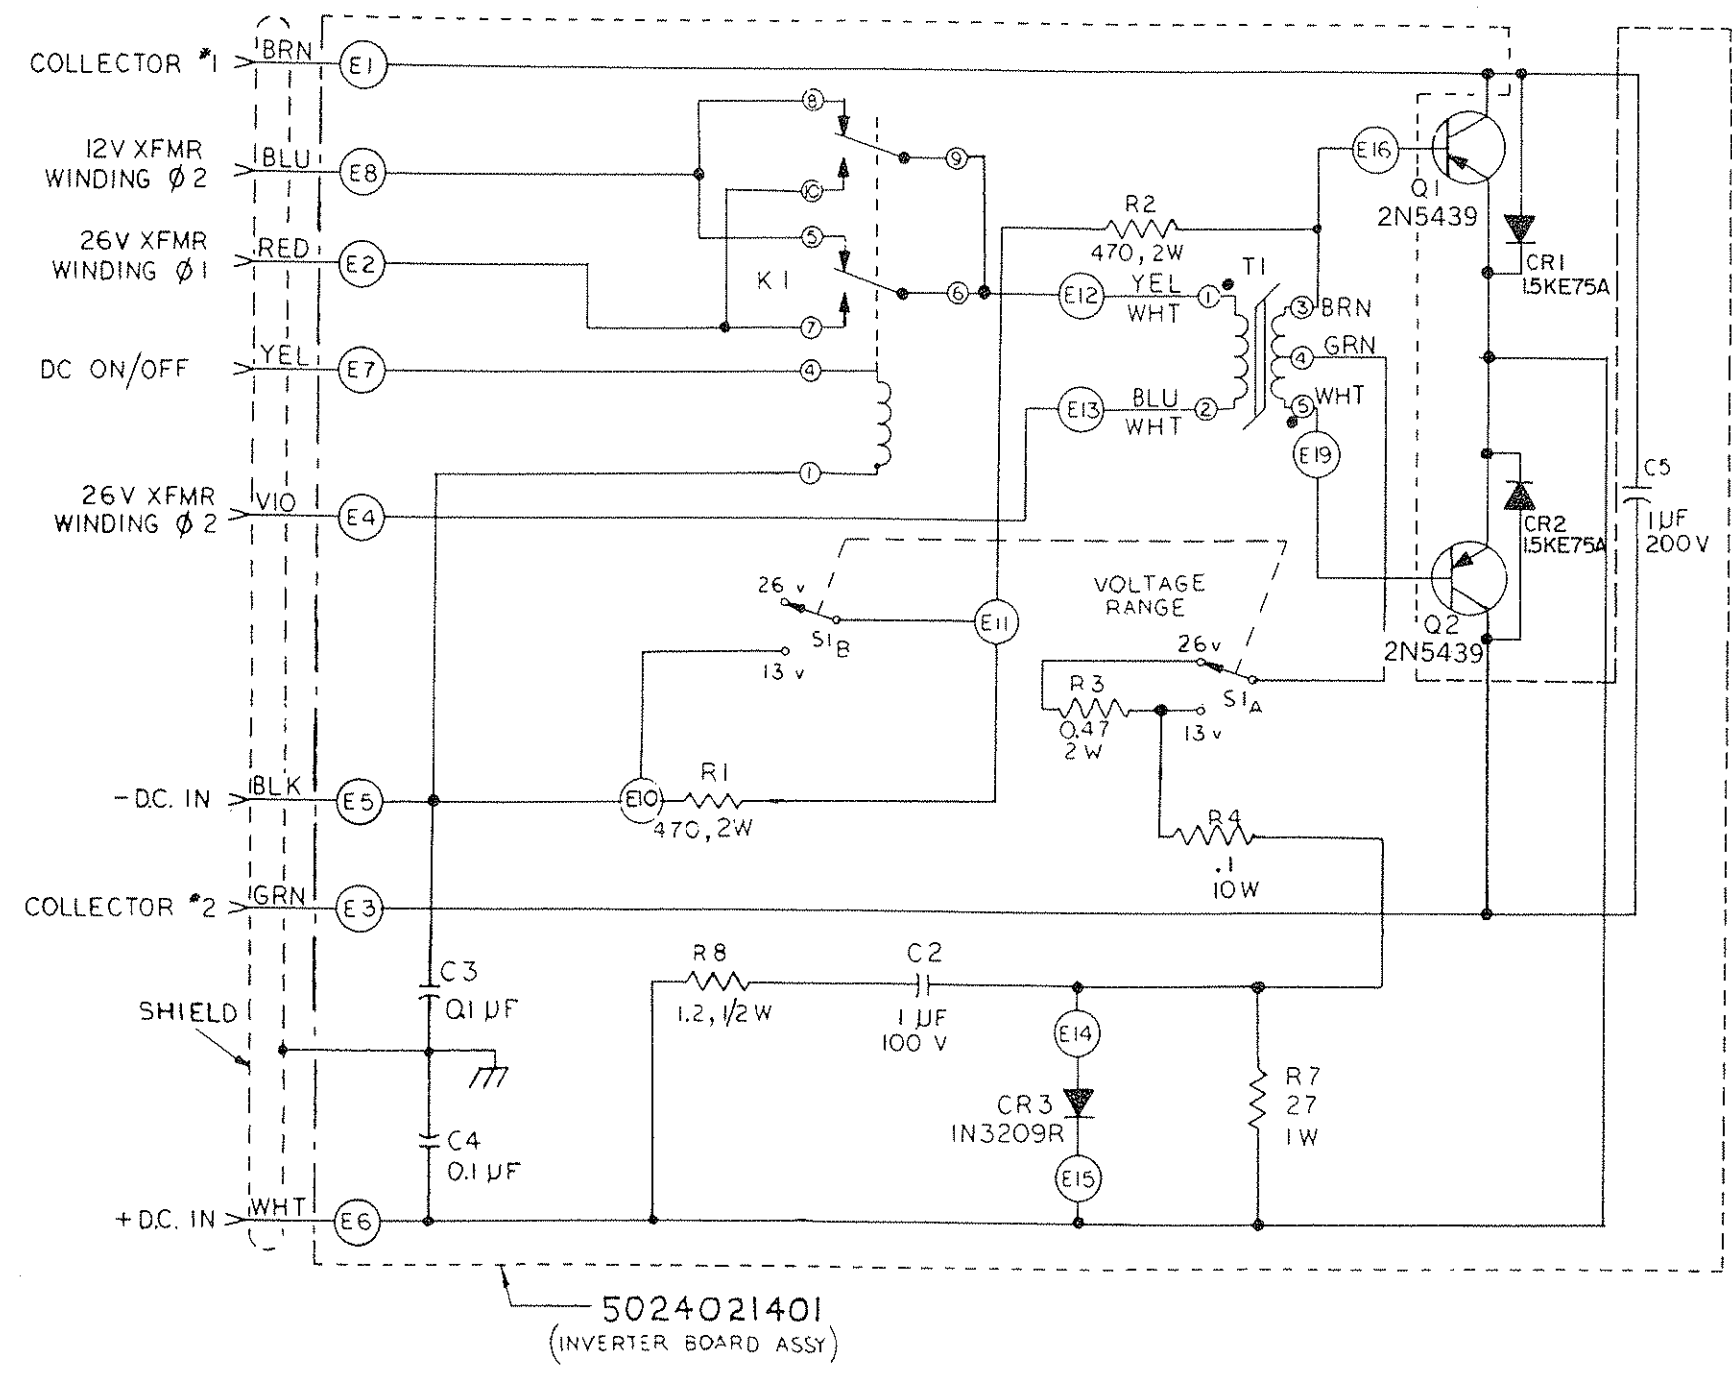 COLLECTOR #1
BRN
E1
12V XFMR
WINDING Ø2
BLU
E8
26V XFMR
WINDING Ø1
RED
E2
DC ON/OFF
YEL
E7
26V XFMR
WINDING Ø2
VIO
E4
-D.C. IN
BLK
E5
COLLECTOR #2
GRN
E3
SHIELD
+D.C. IN
WHT
E6
8
9
10
5
K1
6
7
4
1
R2
470, 2W
E12
YEL
WHT
1
T1
3
BRN
4
GRN
5
WHT
E13
BLU
WHT
2
E19
E16
Q1
2N5439
CR1
1.5KE75A
C5
1µF
200V
CR2
1.5KE75A
Q2
2N5439
26 v
S1B
13 v
E11
VOLTAGE
RANGE
26v
S1A
13v
R3
0.47
2W
E10
R1
470, 2W
R4
.1
10W
C3
0.1 µF
C4
0.1 µF
R8
1.2, 1/2W
C2
1 µF
100 V
E14
CR3
1N3209R
E15
R7
27
1W
5024021401
(INVERTER BOARD ASSY)